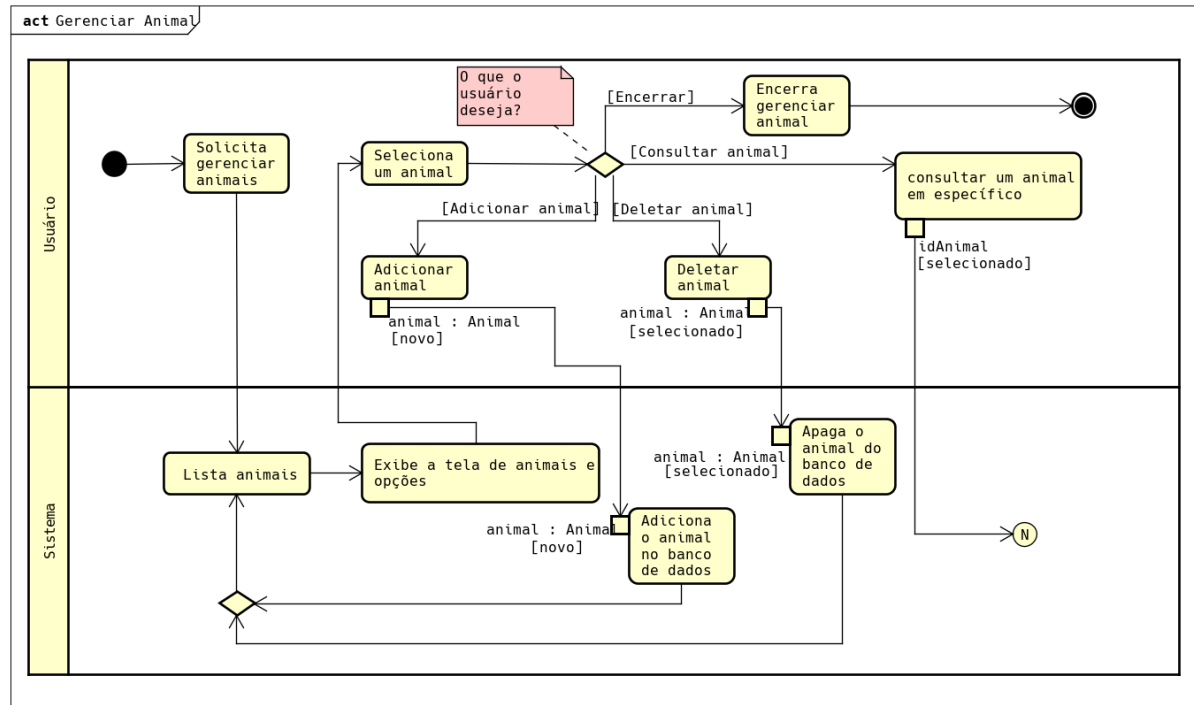 act Gerenciar Animal
Usuário
O que o
usuário
deseja?
[Encerrar]
Encerra
gerenciar
animal
Solicita
gerenciar
animais
Seleciona
um animal
[Consultar animal]
consultar um animal
em específico
[Adicionar animal]
[Deletar animal]
idAnimal
[selecionado]
Adicionar
animal
Deletar
animal
animal : Animal
[novo]
animal : Animal
[selecionado]
Sistema
Lista animais
Exibe a tela de animais e
opções
Apaga o
animal do
banco de
dados
animal : Animal
[selecionado]
animal : Animal
[novo]
Adiciona
o animal
no banco
de dados
N